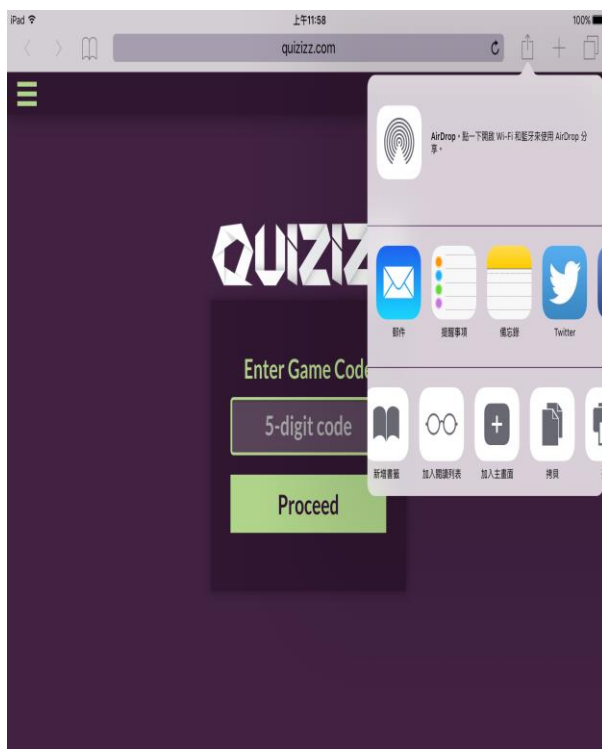 iPad 上午11:58 100%
quizizz.com
AirDrop。點一下開啟 Wi-Fi 和藍牙來使用 AirDrop 分
享。
QUIZIZ
郵件 提醒事項 備忘錄 Twitter
Enter Game Code
5-digit code
新增書籤 加入閱讀列表 加入主畫面 拷貝
Proceed